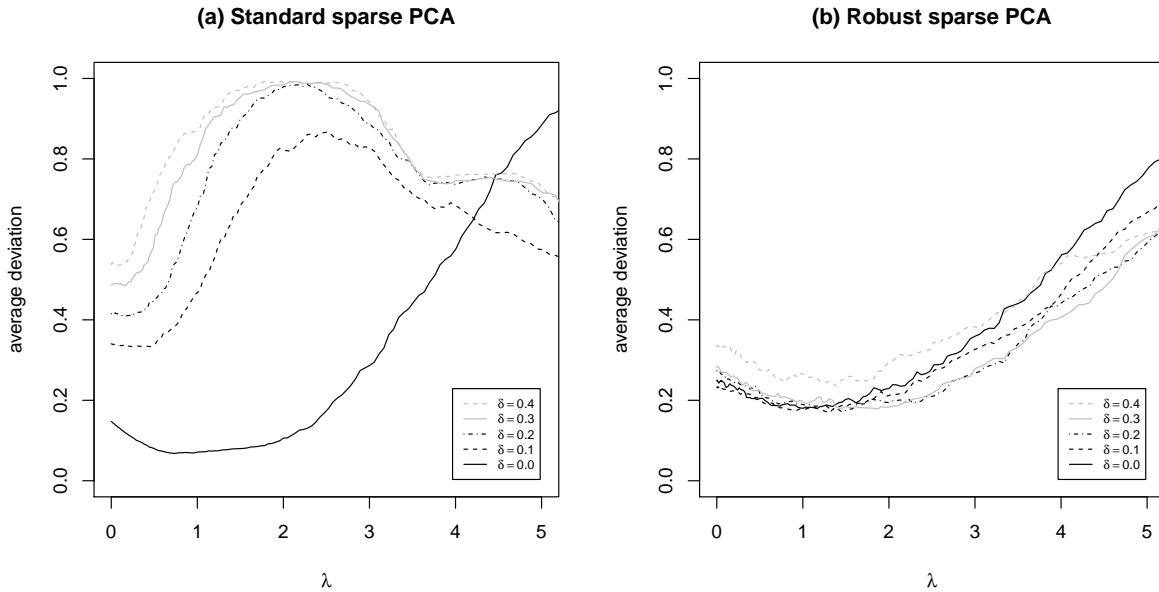 (a) Standard sparse PCA
average deviation
1.0
0.8
0.6
0.4
0.2
0.0
0 1 2 3 4 5
λ
δ = 0.4
δ = 0.3
δ = 0.2
δ = 0.1
δ = 0.0
(b) Robust sparse PCA
average deviation
1.0
0.8
0.6
0.4
0.2
0.0
0 1 2 3 4 5
λ
δ = 0.4
δ = 0.3
δ = 0.2
δ = 0.1
δ = 0.0